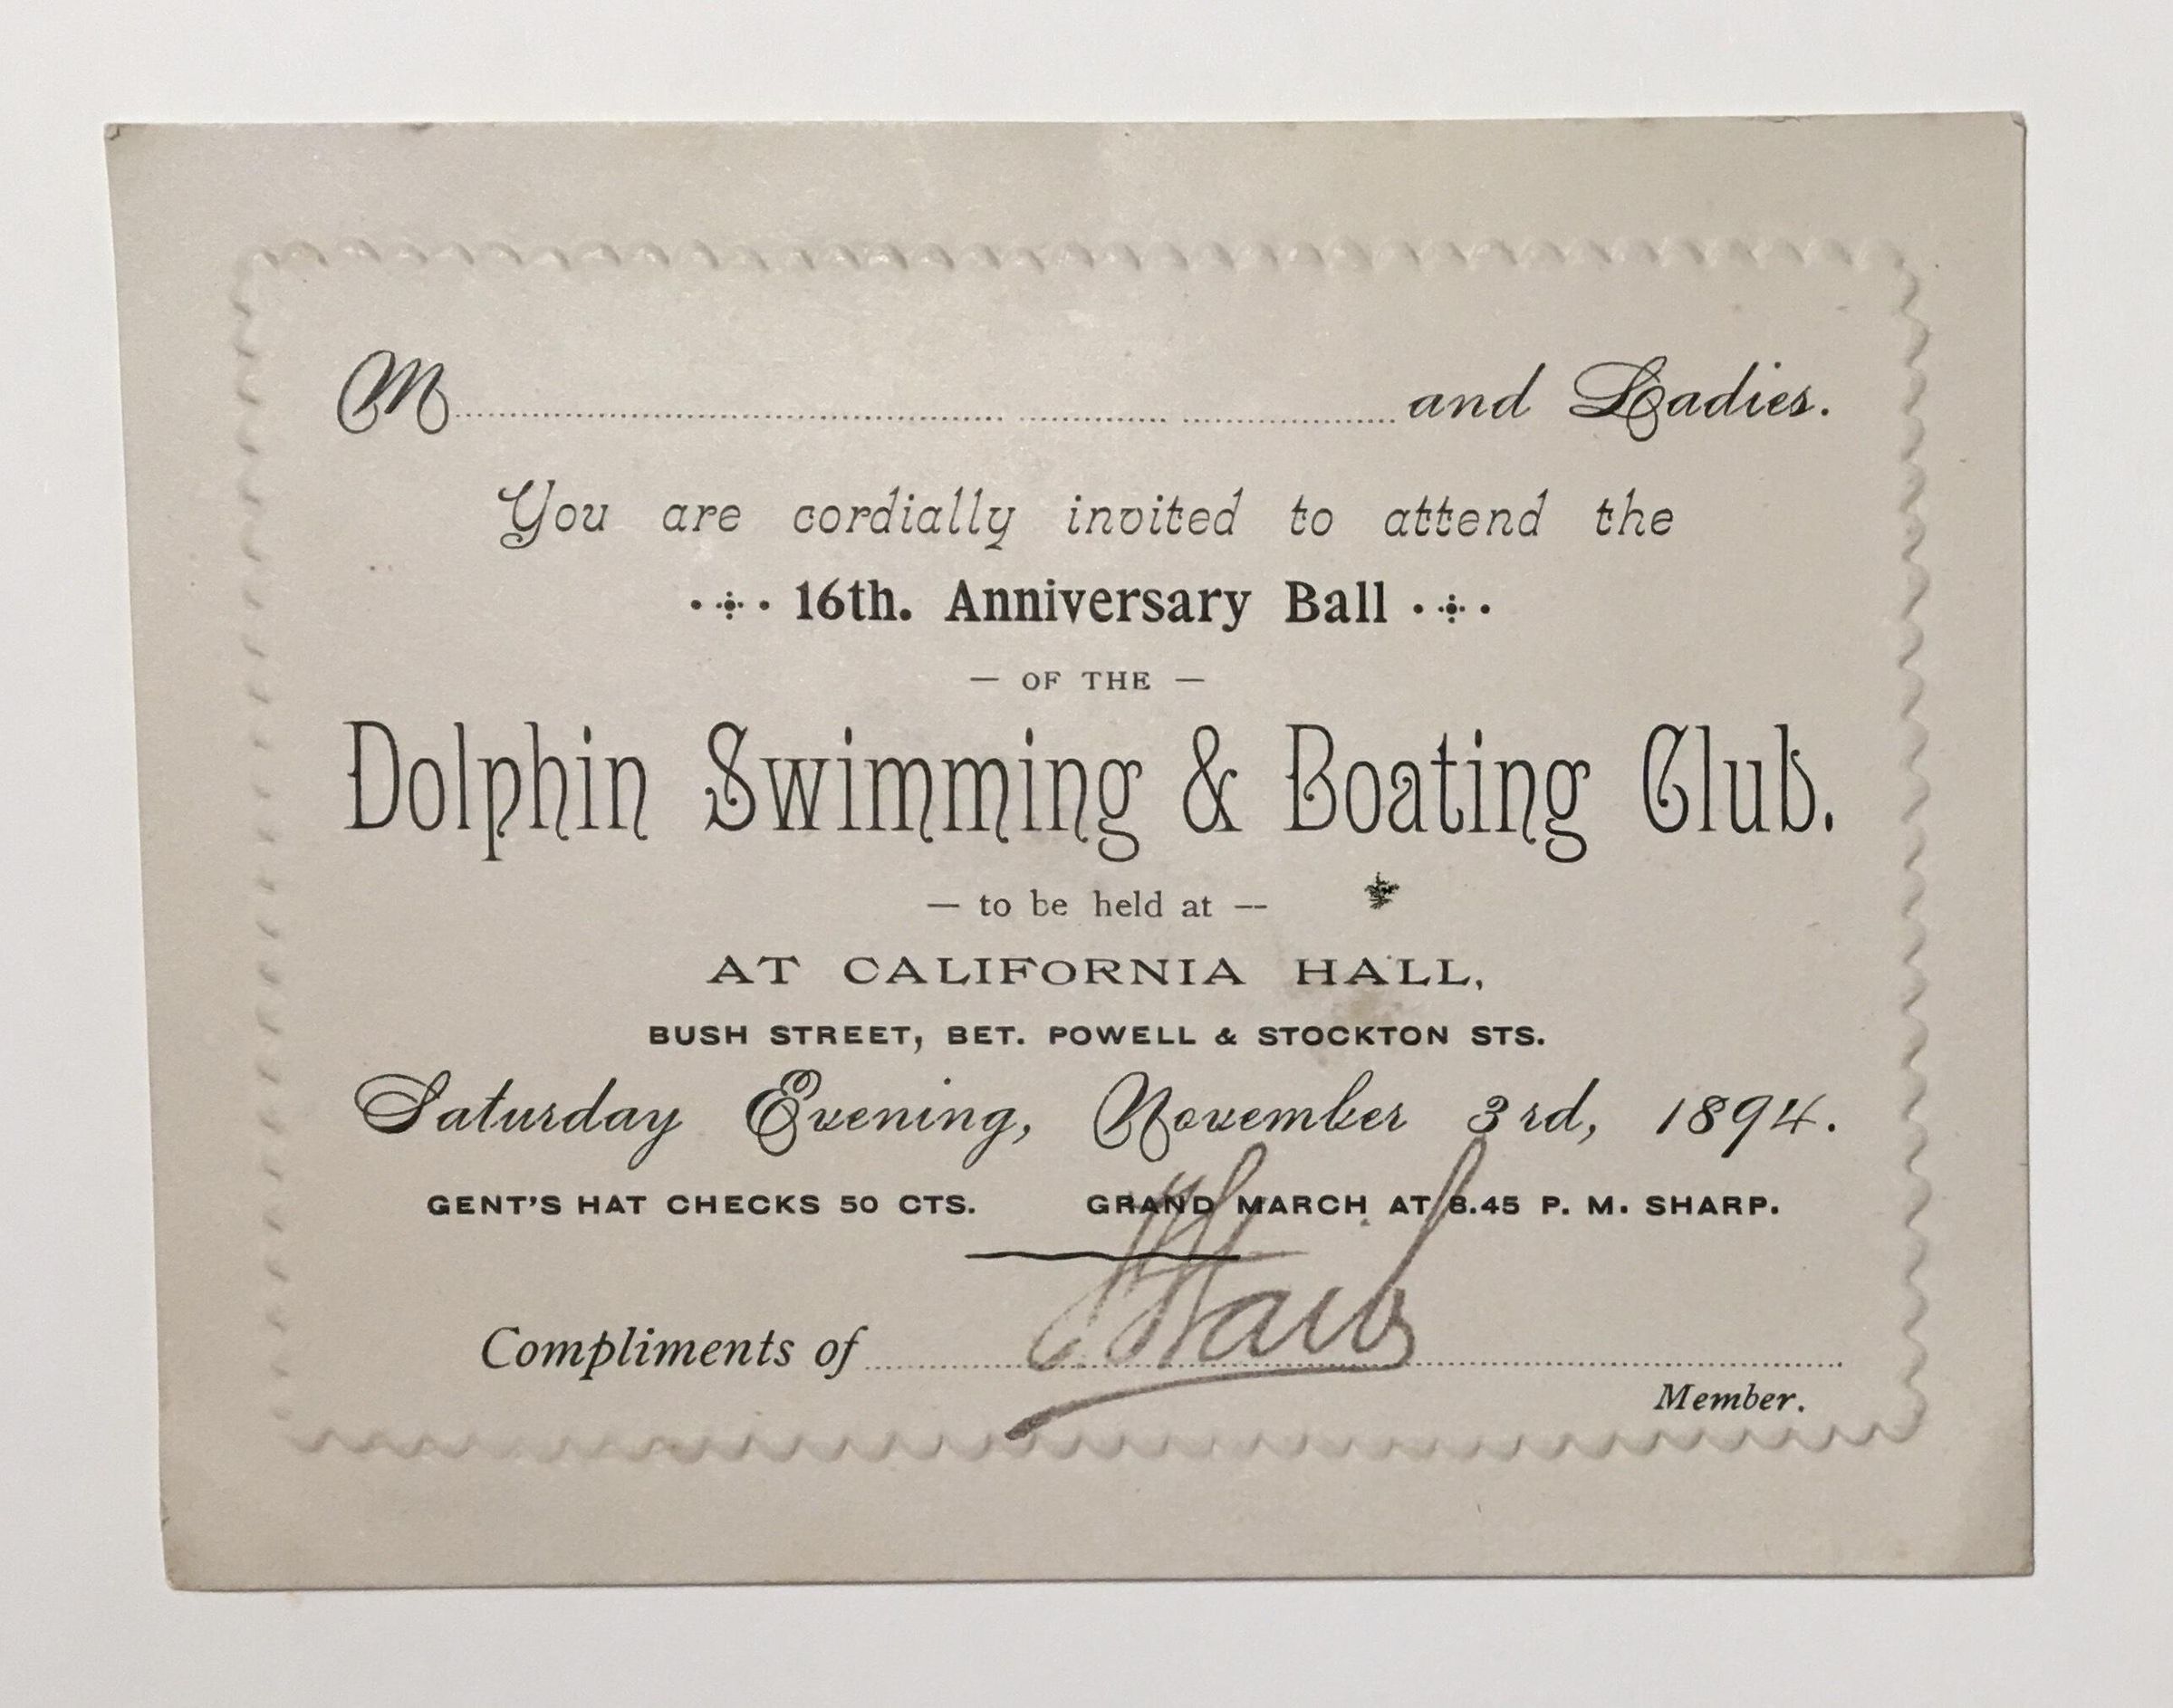 M and Ladies.
You are cordially invited to attend the
16th. Anniversary Ball
— OF THE —
Dolphin Swimming & Boating Club.
— to be held at —
AT CALIFORNIA HALL,
BUSH STREET, BET. POWELL & STOCKTON STS.
Saturday Evening, November 3rd, 1894.
GENT'S HAT CHECKS 50 CTS. GRAND MARCH AT 8.45 P. M. SHARP.
Compliments of
Member.